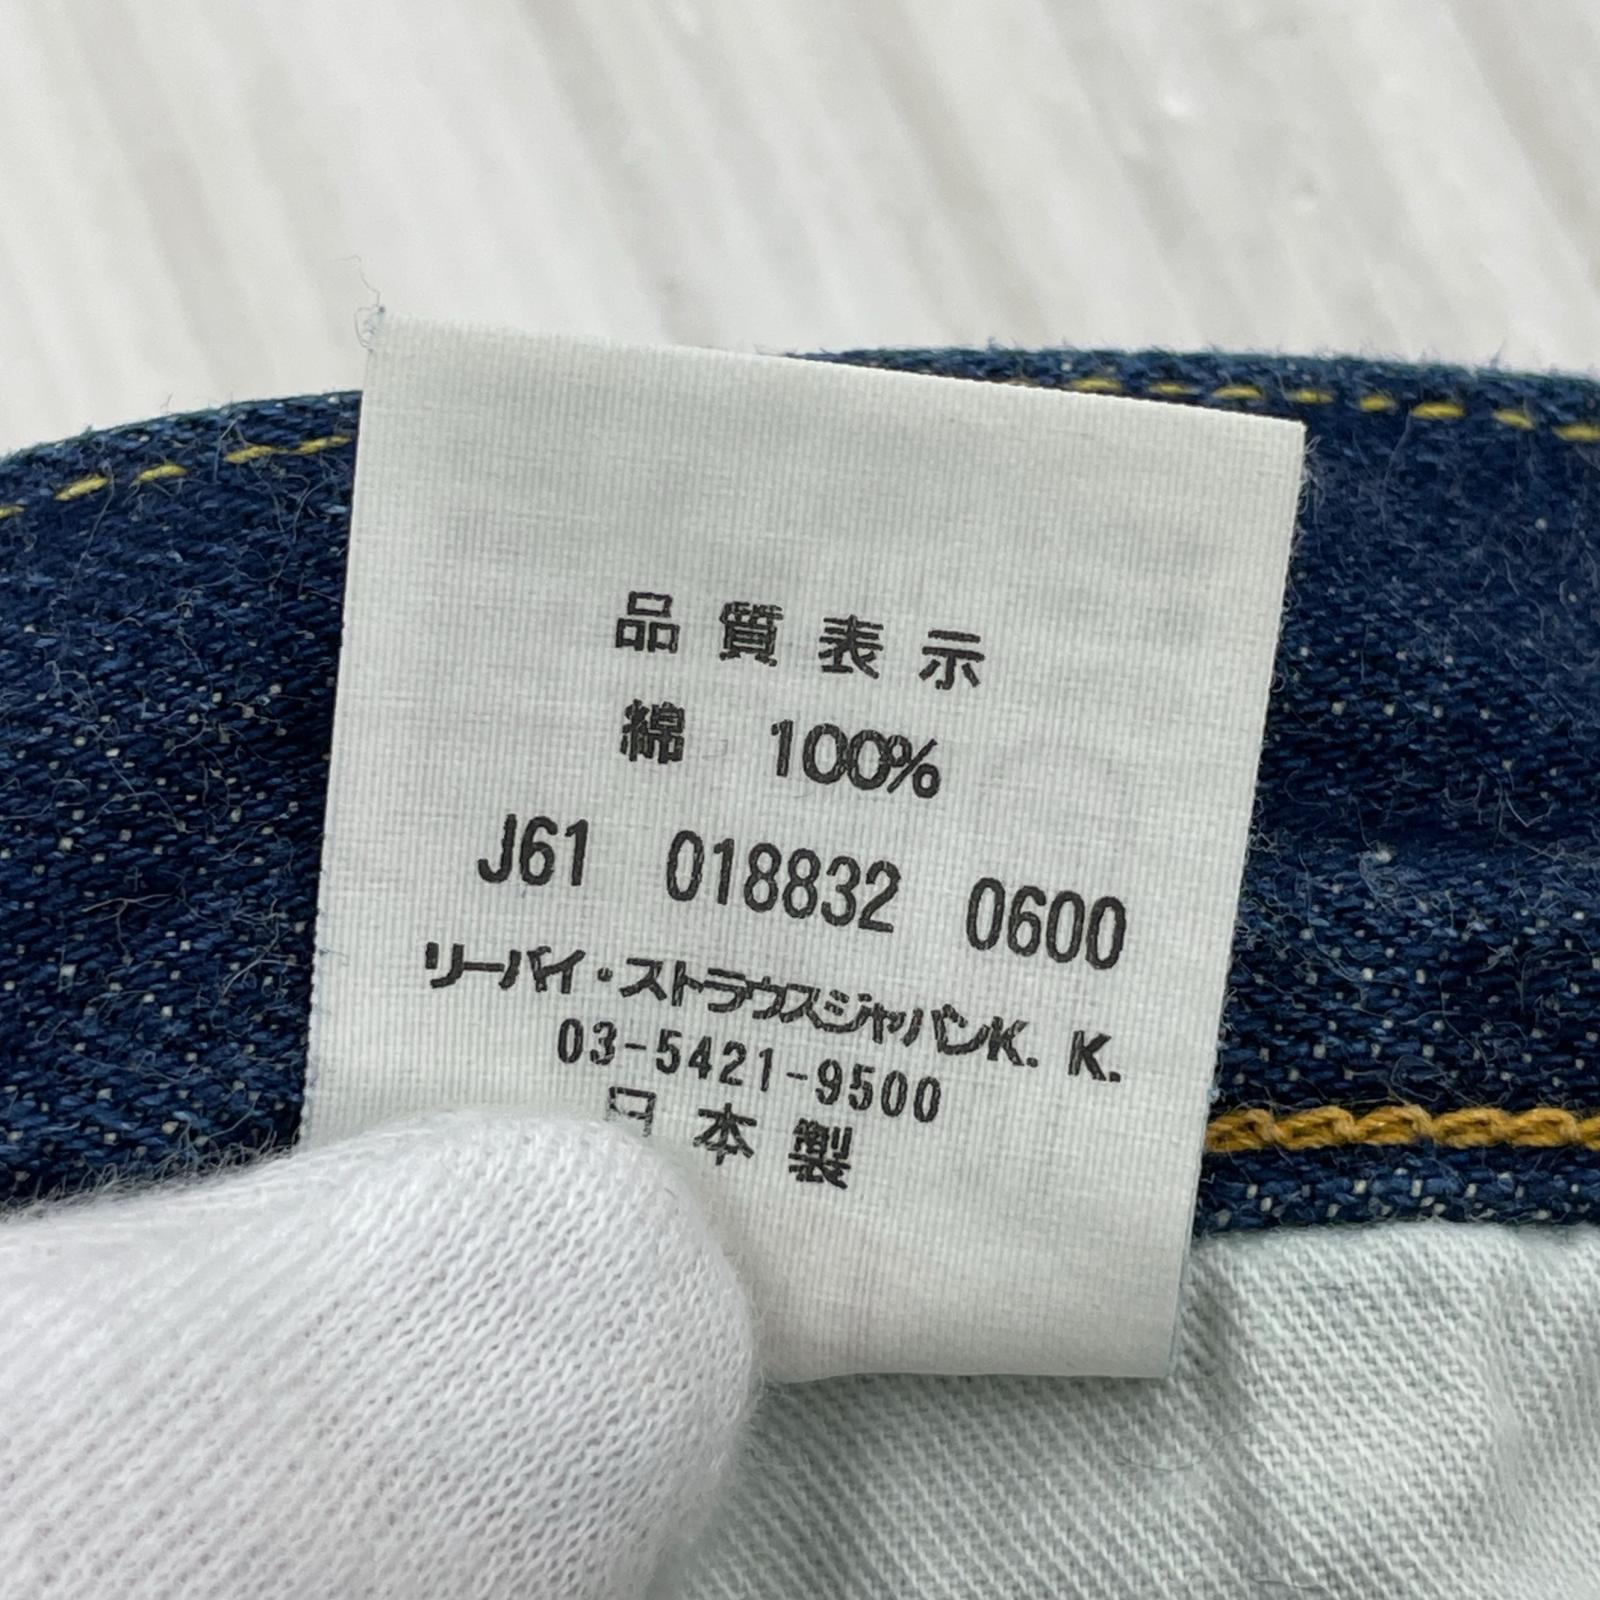 品質表示
綿 100%
J61 018832 0600
リーバイ・ストラウスジャパンK.K.
03-5421-9500
日本製